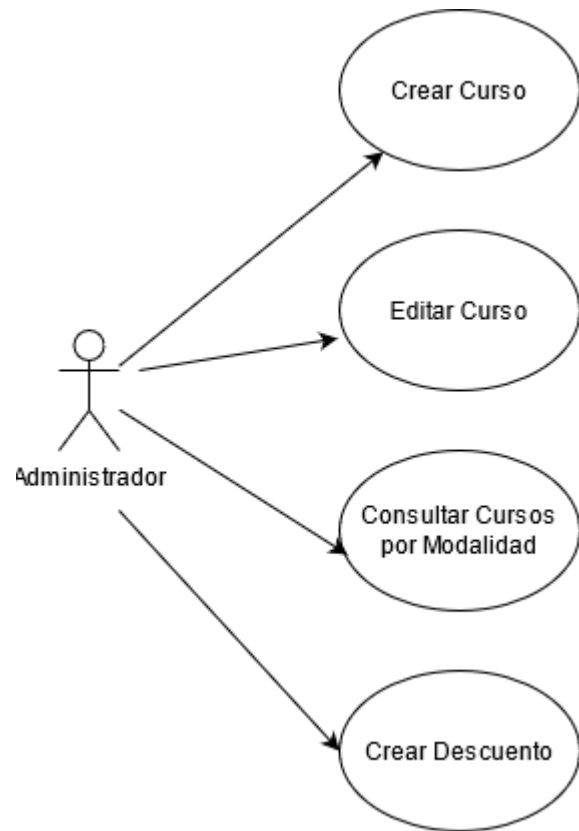 Crear Curso
Editar Curso
Administrador
Consultar Cursos
por Modalidad
Crear Descuento